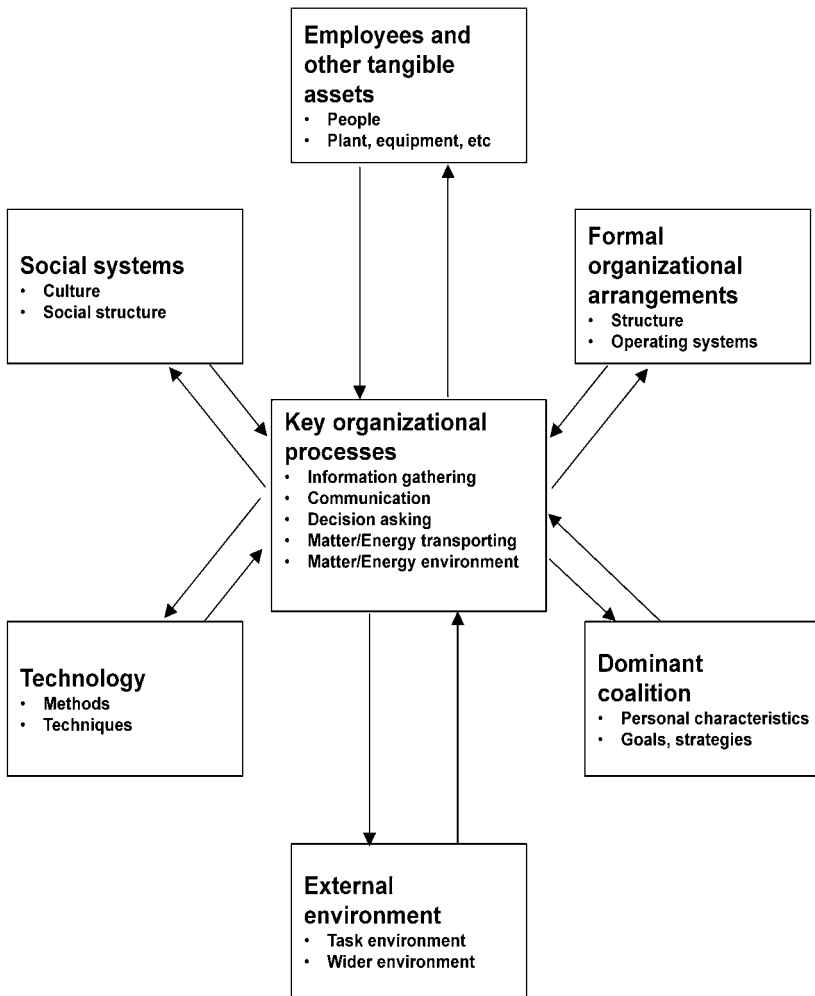 Employees and
other tangible
assets
• People
• Plant, equipment, etc
Social systems
• Culture
• Social structure
Formal
organizational
arrangements
• Structure
• Operating systems
Key organizational
processes
• Information gathering
• Communication
• Decision asking
• Matter/Energy transporting
• Matter/Energy environment
Technology
• Methods
• Techniques
Dominant
coalition
• Personal characteristics
• Goals, strategies
External
environment
• Task environment
• Wider environment